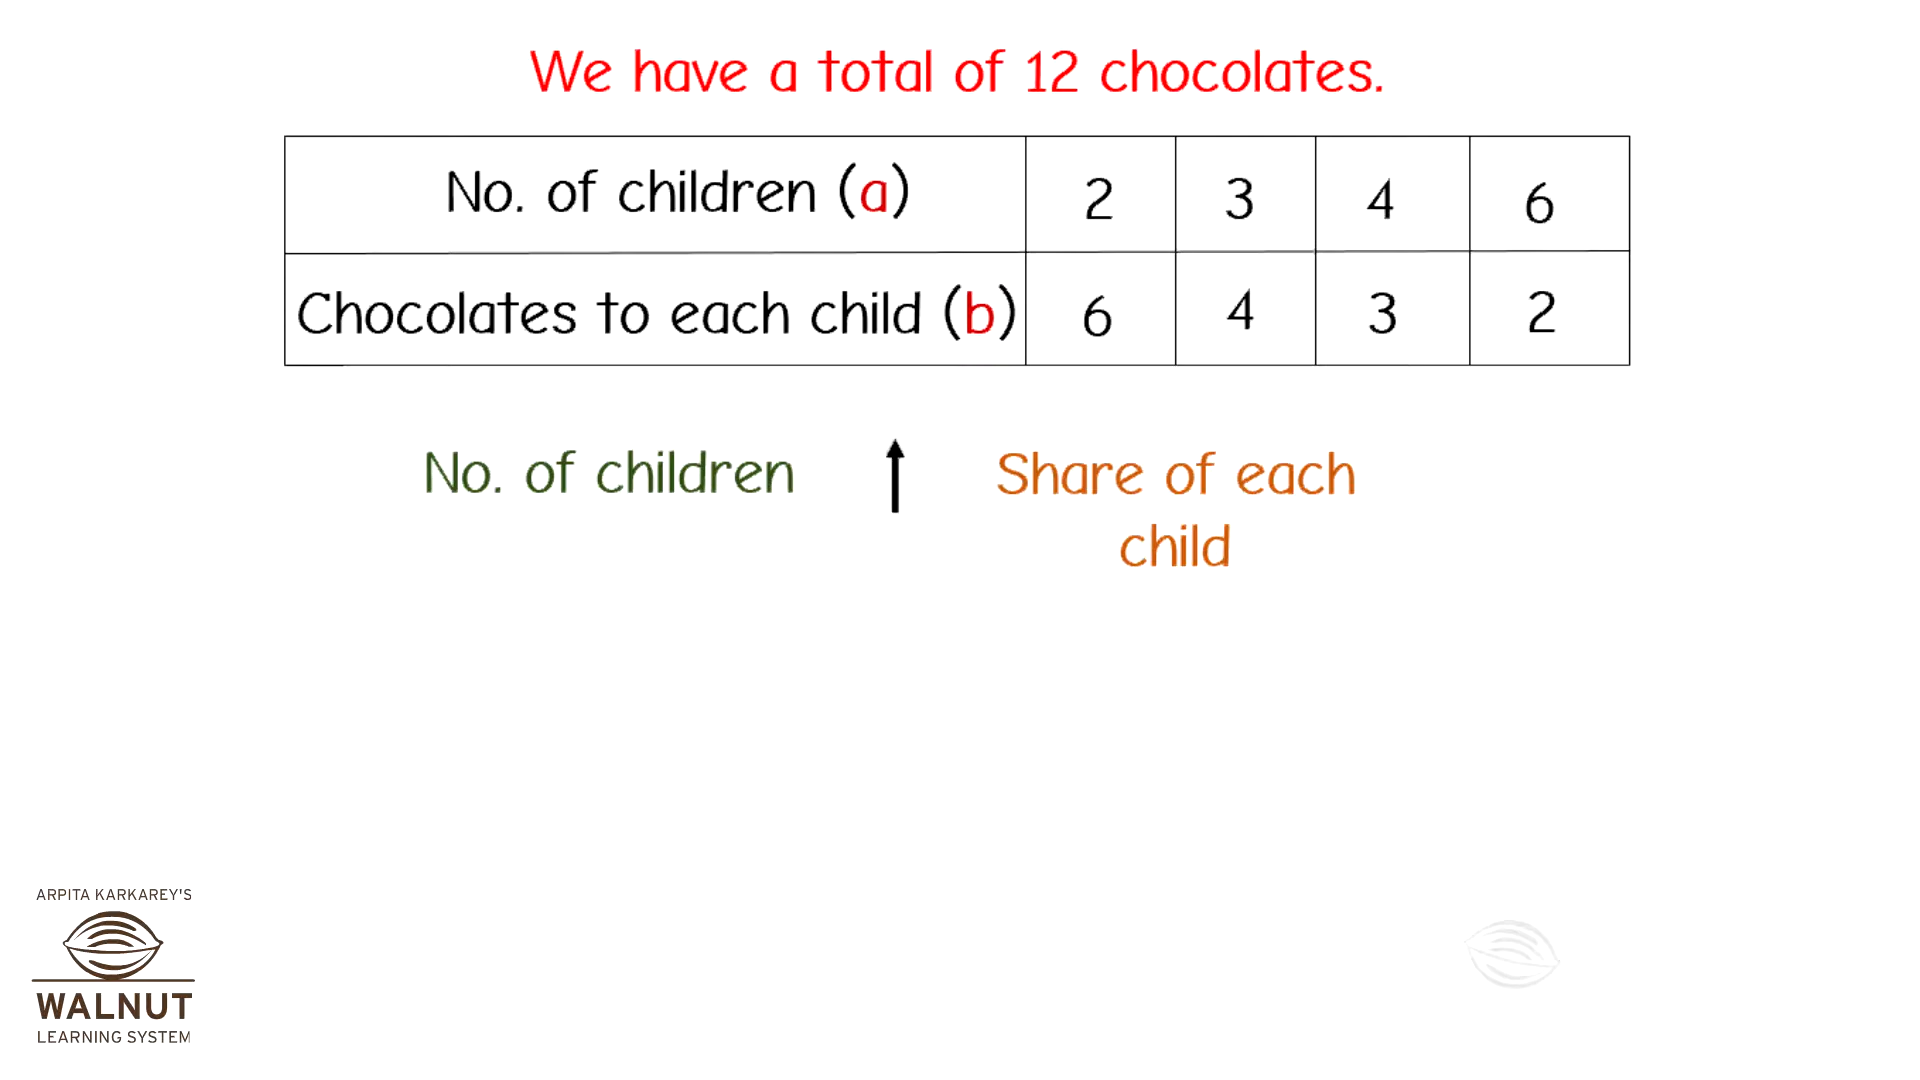 We have a total of 12 chocolates.
No. of children (a) 2 3 4 6
Chocolates to each child (b) 6 4 3 2
No. of children ↑ Share of each
child
ARPITA KARKAREY'S
WALNUT
LEARNING SYSTEM